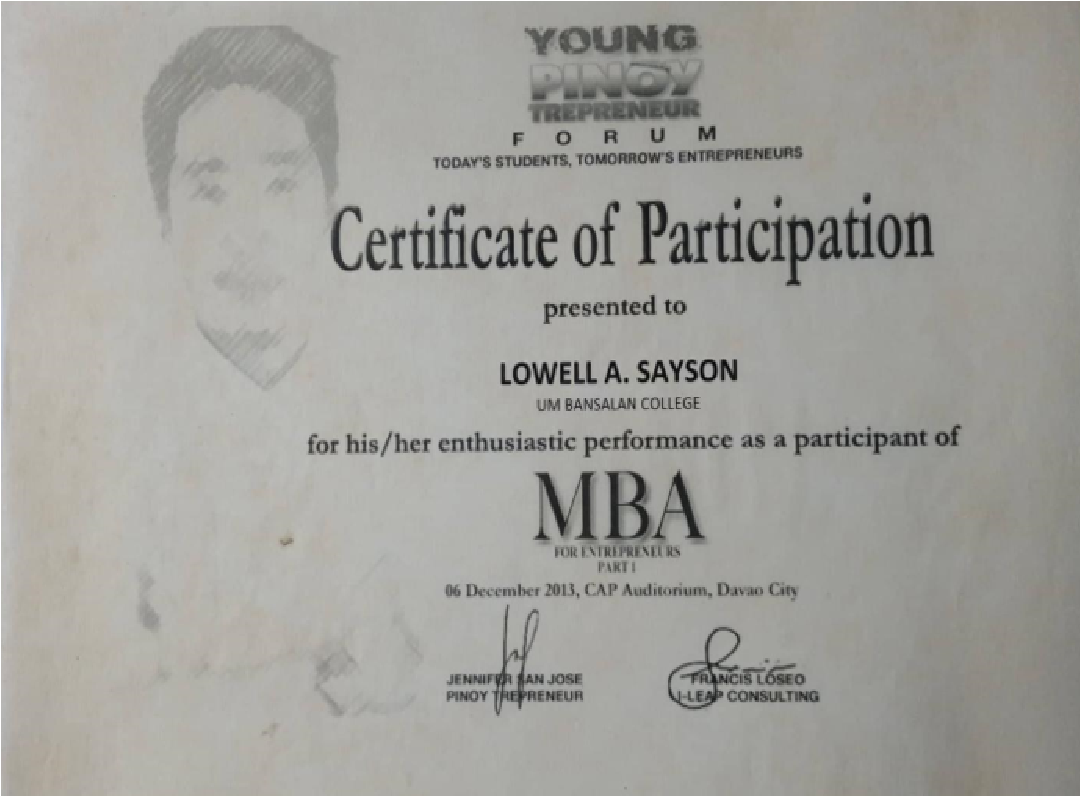 YOUNG
PINOY
TREPRENEUR
FORUM
TODAY'S STUDENTS, TOMORROW'S ENTREPRENEURS
Certificate of Participation
presented to
LOWELL A. SAYSON
UM BANSALAN COLLEGE
for his/her enthusiastic performance as a participant of
MBA
FOR ENTREPRENEURS
PART I
06 December 2013, CAP Auditorium, Davao City
JENNIFER SAN JOSE FRANCIS LOSEO
PINOY TREPRENEUR I-LEAP CONSULTING